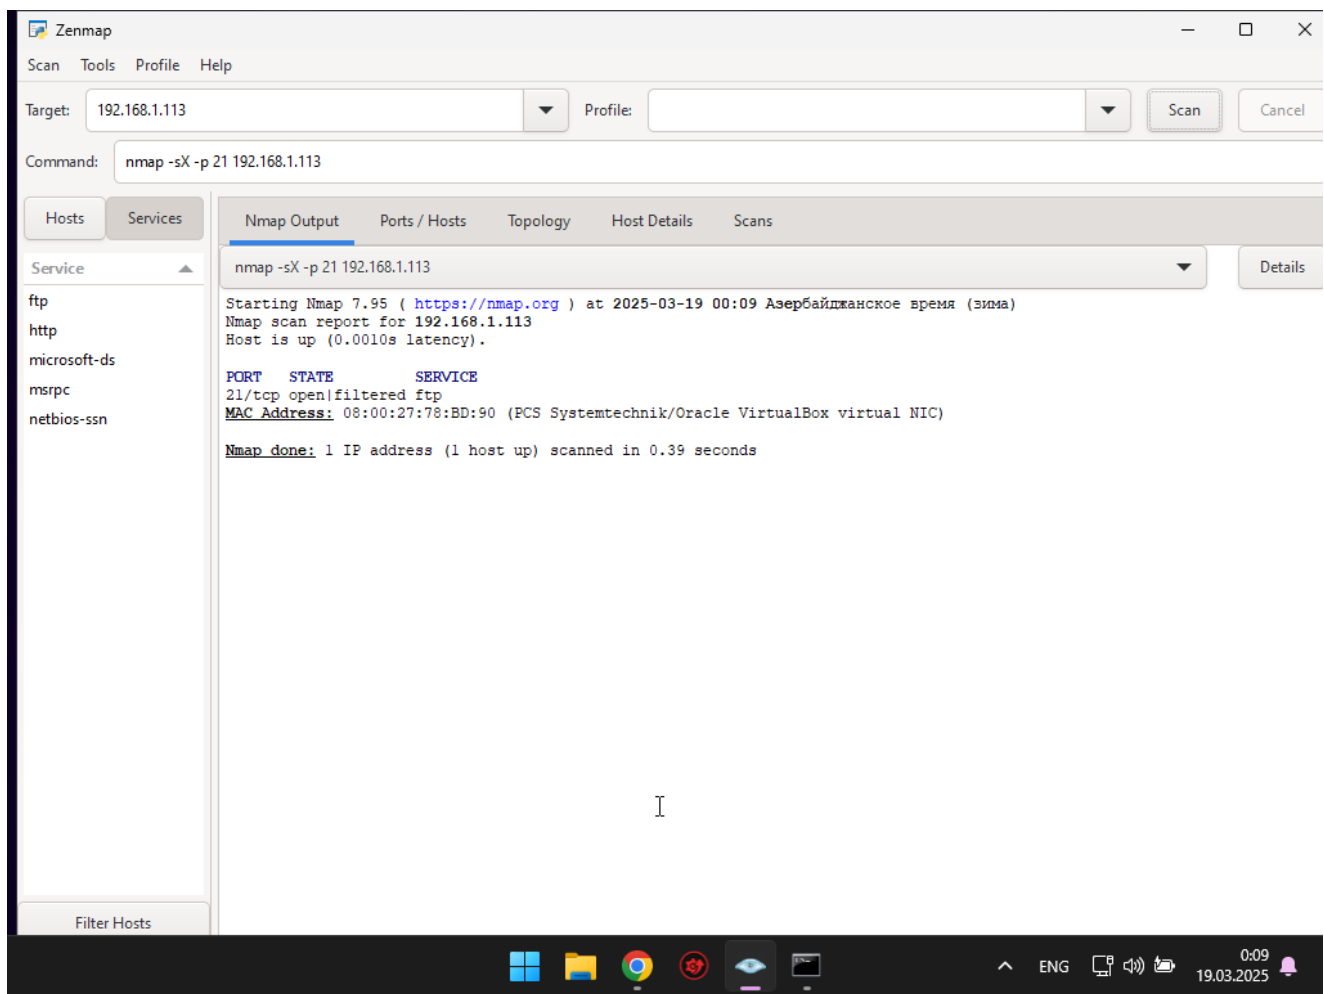 Zenmap
Scan Tools Profile Help
Target: 192.168.1.113 Profile: Scan Cancel
Command: nmap -sX -p 21 192.168.1.113
Hosts Services
Nmap Output Ports / Hosts Topology Host Details Scans
Service
ftp
http
microsoft-ds
msrpc
netbios-ssn
nmap -sX -p 21 192.168.1.113 Details
Starting Nmap 7.95 ( https://nmap.org ) at 2025-03-19 00:09 Азербайджанское время (зима)
Nmap scan report for 192.168.1.113
Host is up (0.0010s latency).
PORT STATE SERVICE
21/tcp open|filtered ftp
MAC Address: 08:00:27:78:BD:90 (PCS Systemtechnik/Oracle VirtualBox virtual NIC)
Nmap done: 1 IP address (1 host up) scanned in 0.39 seconds
Filter Hosts
ENG
0:09
19.03.2025